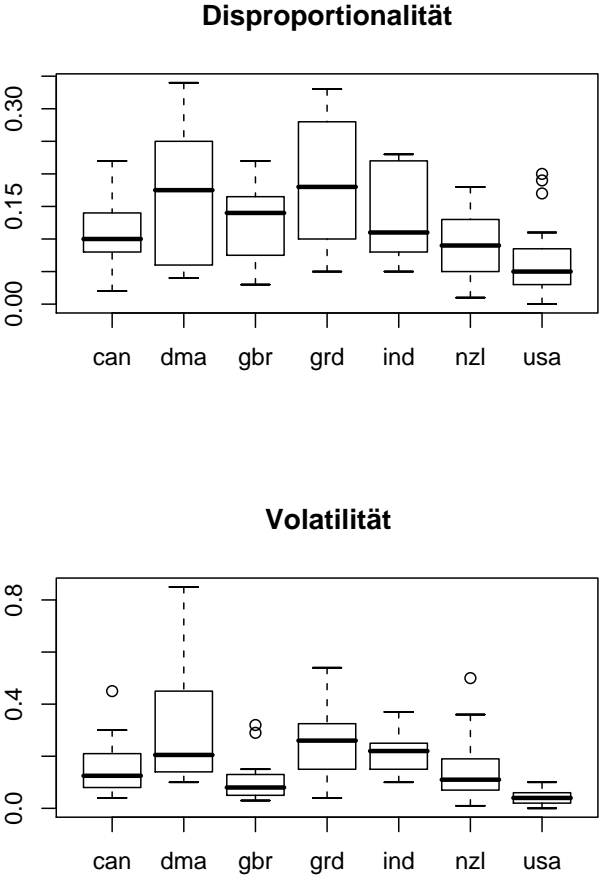 Disproportionalität
0.30
0.15
0.00
can dma gbr grd ind nzl usa
Volatilität
0.8
0.4
0.0
can dma gbr grd ind nzl usa